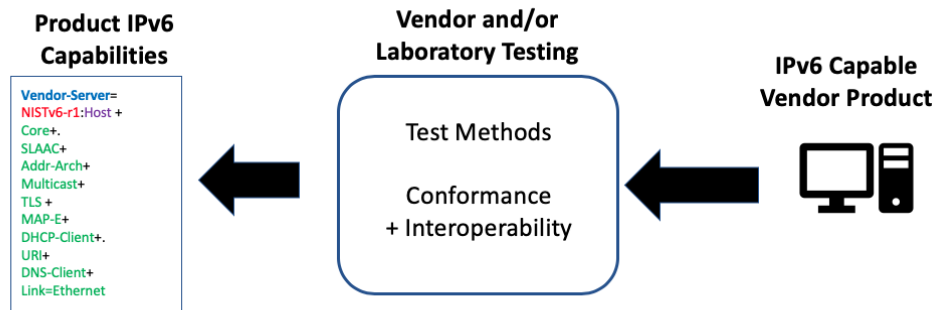 Product IPv6
Capabilities
Vendor-Server=
NISTv6-r1:Host +
Core+.
SLAAC+
Addr-Arch+
Multicast+
TLS +
MAP-E+
DHCP-Client+.
URI+
DNS-Client+
Link=Ethernet
Vendor and/or
Laboratory Testing
Test Methods
Conformance
+ Interoperability
IPv6 Capable
Vendor Product